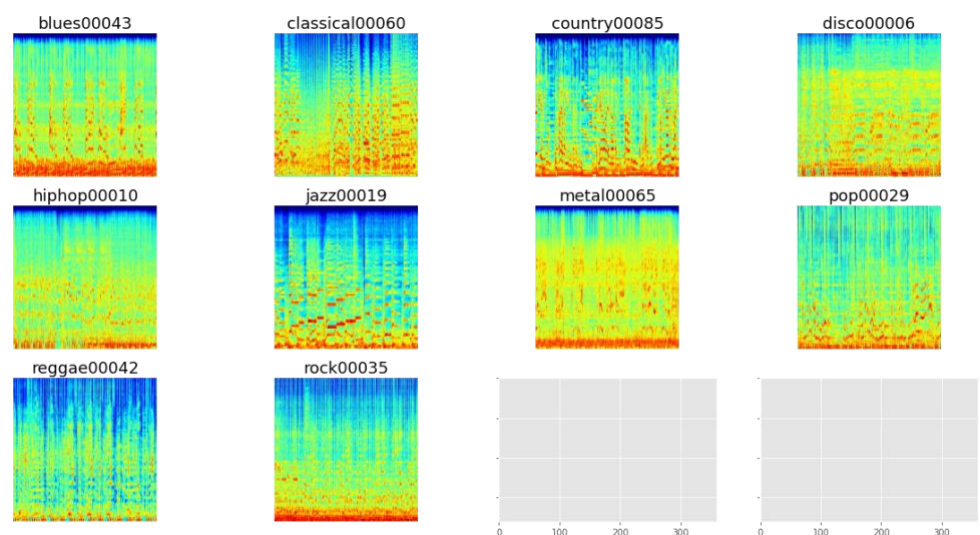 blues00043 classical00060 country00085 disco00006
hiphop00010 jazz00019 metal00065 pop00029
reggae00042 rock00035
0 100 200 300 0 100 200 300